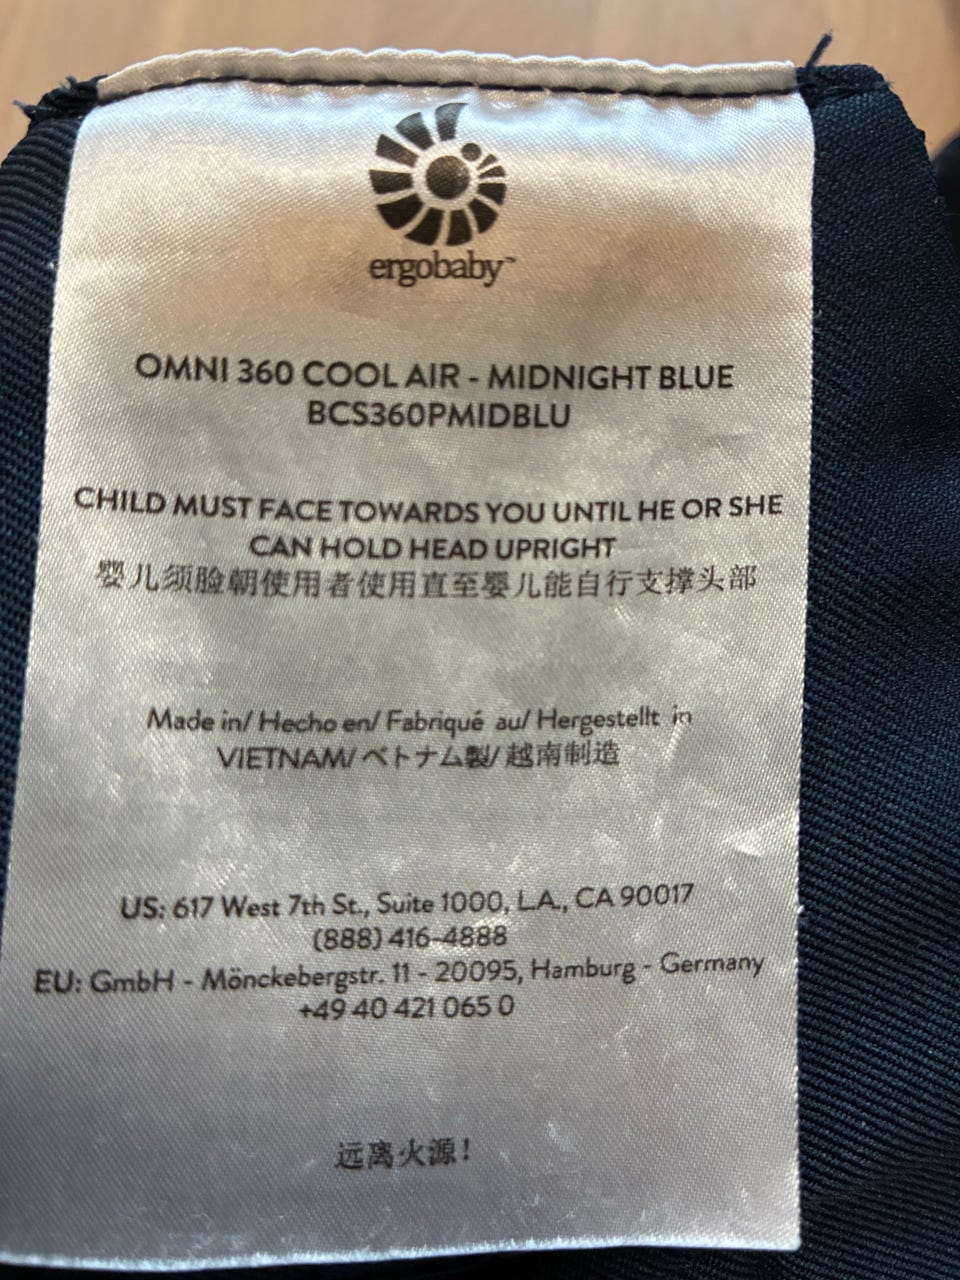 ergobaby™
OMNI 360 COOL AIR - MIDNIGHT BLUE
BCS360PMIDBLU
CHILD MUST FACE TOWARDS YOU UNTIL HE OR SHE
CAN HOLD HEAD UPRIGHT
婴儿须脸朝使用者使用直至婴儿能自行支撑头部
Made in/ Hecho en/ Fabriqué au/ Hergestellt in
VIETNAM/ ベトナム製/ 越南制造
US: 617 West 7th St., Suite 1000, L.A., CA 90017
(888) 416-4888
EU: GmbH - Mönckebergstr. 11 - 20095, Hamburg - Germany
+49 40 421 065 0
远离火源!